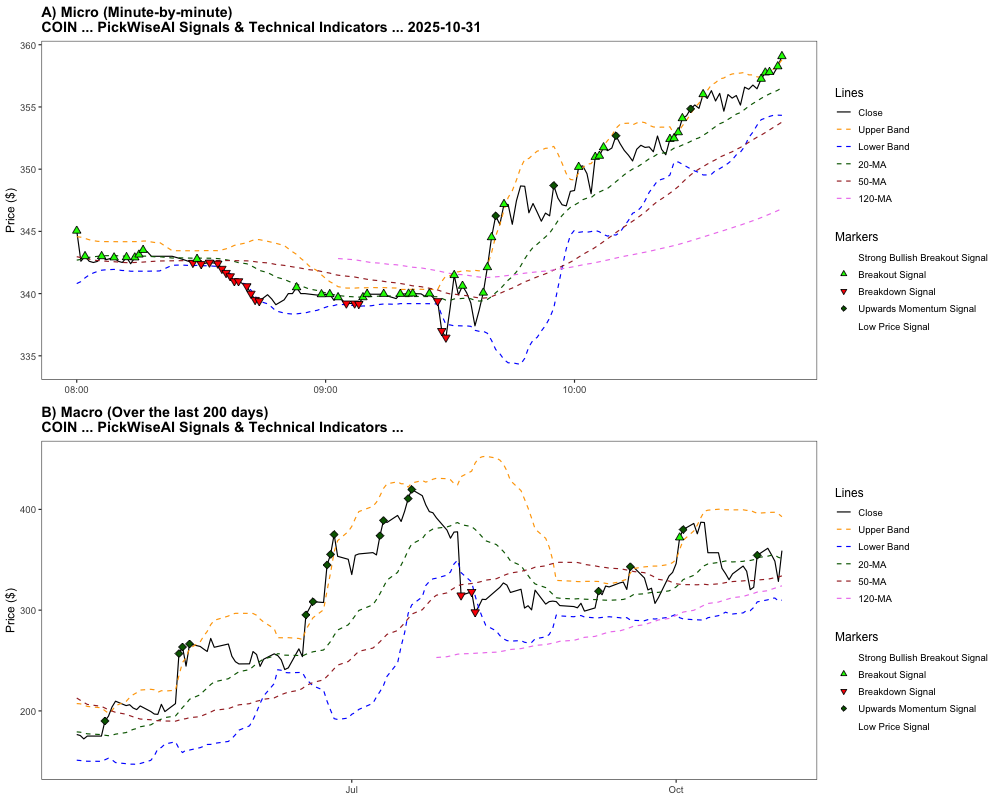 A) Micro (Minute-by-minute)
COIN ... PickWiseAI Signals & Technical Indicators ... 2025-10-31
360
355
350
345
340
335
Price ($)
08:00
09:00
10:00
Lines
Close
Upper Band
Lower Band
20-MA
50-MA
120-MA
Markers
Strong Bullish Breakout Signal
Breakout Signal
Breakdown Signal
Upwards Momentum Signal
Low Price Signal
B) Macro (Over the last 200 days)
COIN ... PickWiseAI Signals & Technical Indicators ...
400
300
200
Price ($)
Jul
Oct
Lines
Close
Upper Band
Lower Band
20-MA
50-MA
120-MA
Markers
Strong Bullish Breakout Signal
Breakout Signal
Breakdown Signal
Upwards Momentum Signal
Low Price Signal